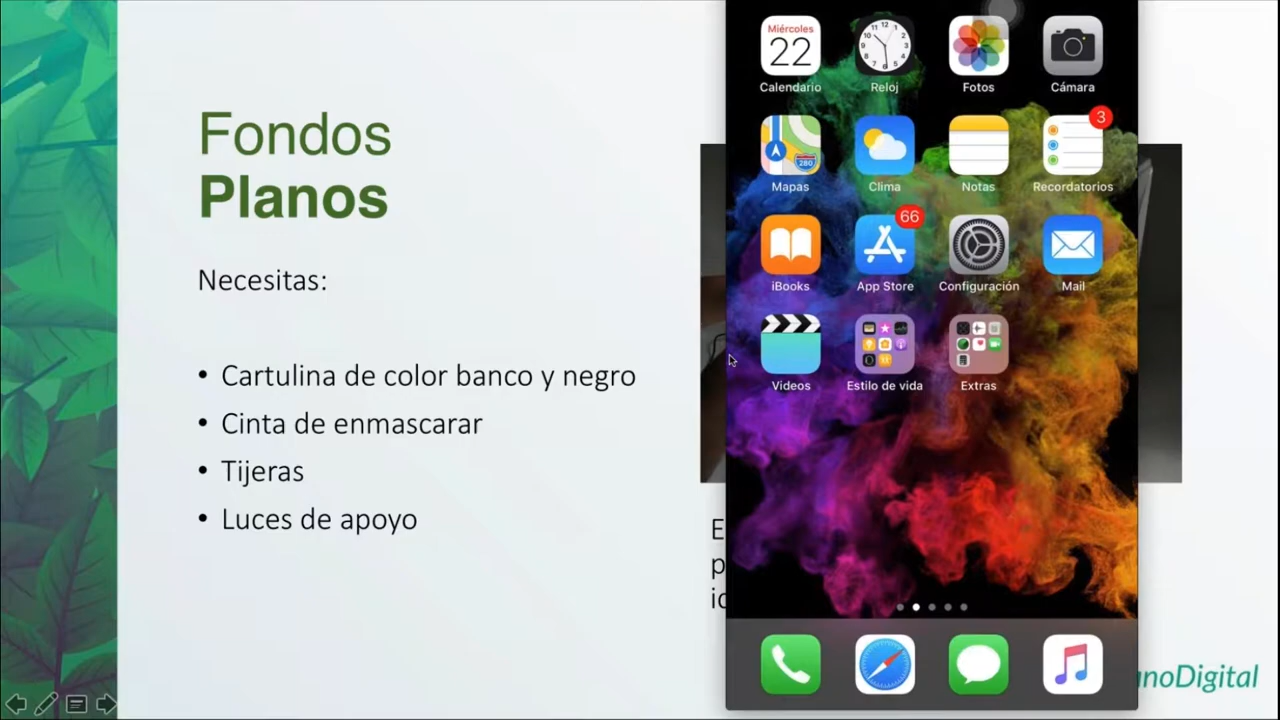 Fondos
Planos
Necesitas:
• Cartulina de color banco y negro
• Cinta de enmascarar
• Tijeras
• Luces de apoyo
Miércoles
22
Calendario
Reloj
Fotos
Cámara
3
280
Mapas
Clima
Notas
Recordatorios
66
iBooks
App Store
Configuración
Mail
Videos
Estilo de vida
Extras